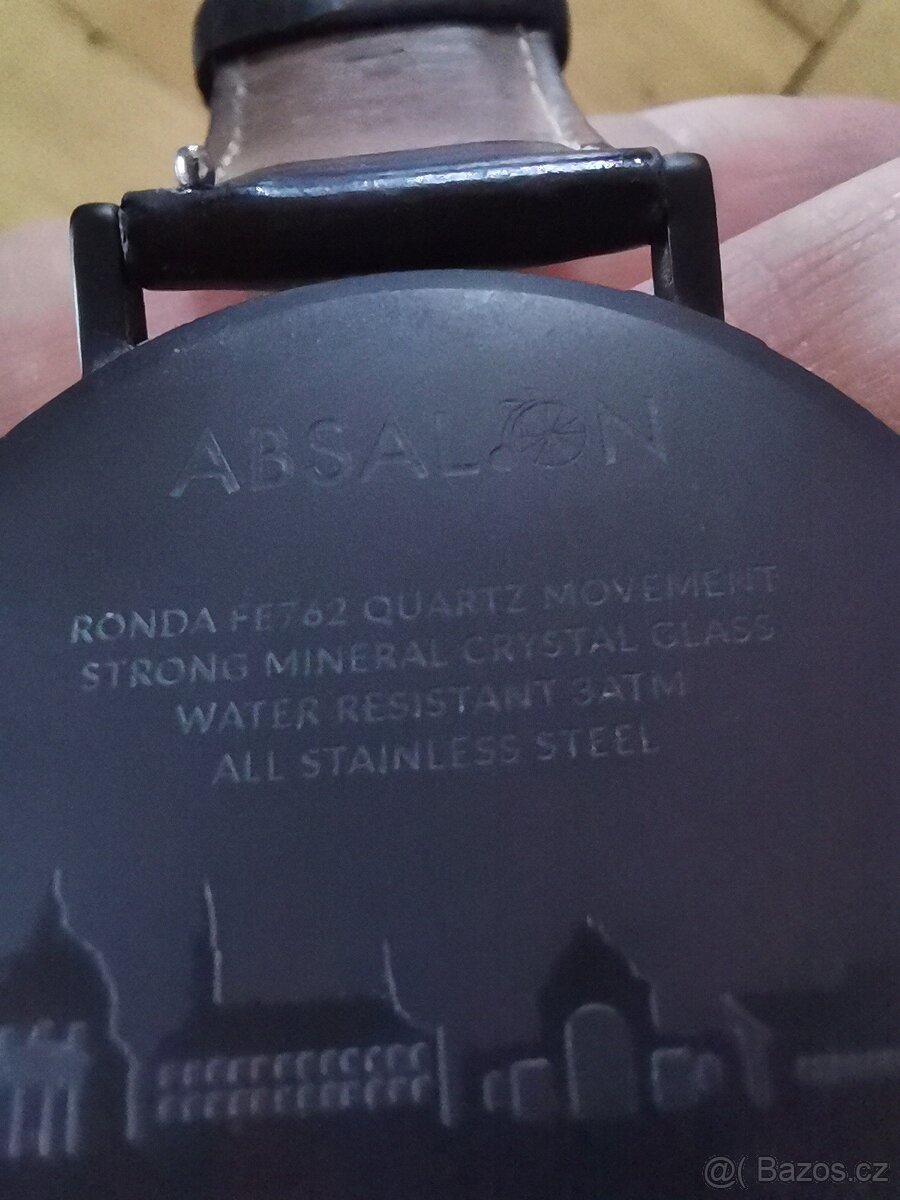 ABSALON
RONDA FE762 QUARTZ MOVEMENT
STRONG MINERAL CRYSTAL GLASS
WATER RESISTANT 3ATM
ALL STAINLESS STEEL
@( Bazos.cz